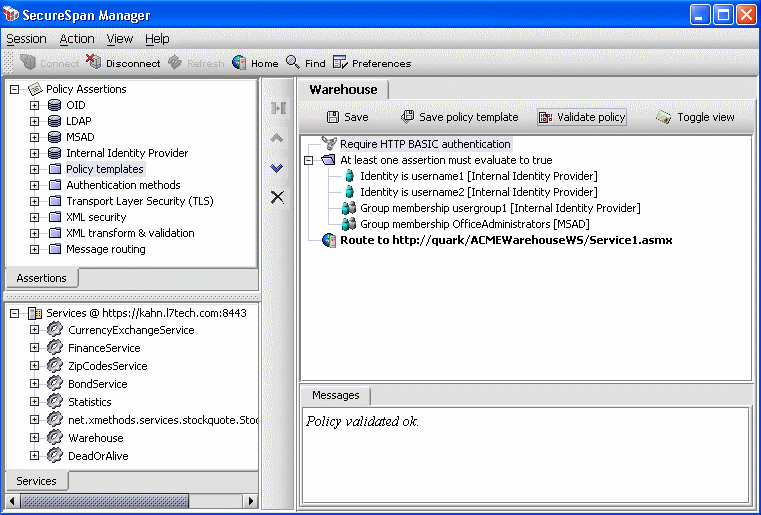 SecureSpan Manager
Session Action View Help
Connect Disconnect Refresh Home Find Preferences
Policy Assertions
OID
LDAP
MSAD
Internal Identity Provider
Policy templates
Authentication methods
Transport Layer Security (TLS)
XML security
XML transform & validation
Message routing
Assertions
Services @ https://kahn.l7tech.com:8443
CurrencyExchangeService
FinanceService
ZipCodesService
BondService
Statistics
net.xmethods.services.stockquote.Sto
Warehouse
DeadOrAlive
Services
Warehouse
Save Save policy template Validate policy Toggle view
Require HTTP BASIC authentication
At least one assertion must evaluate to true
Identity is username1 [Internal Identity Provider]
Identity is username2 [Internal Identity Provider]
Group membership usergroup1 [Internal Identity Provider]
Group membership OfficeAdministrators [MSAD]
Route to http://quark/ACMEWarehouseWS/Service1.asmx
Messages
Policy validated ok.